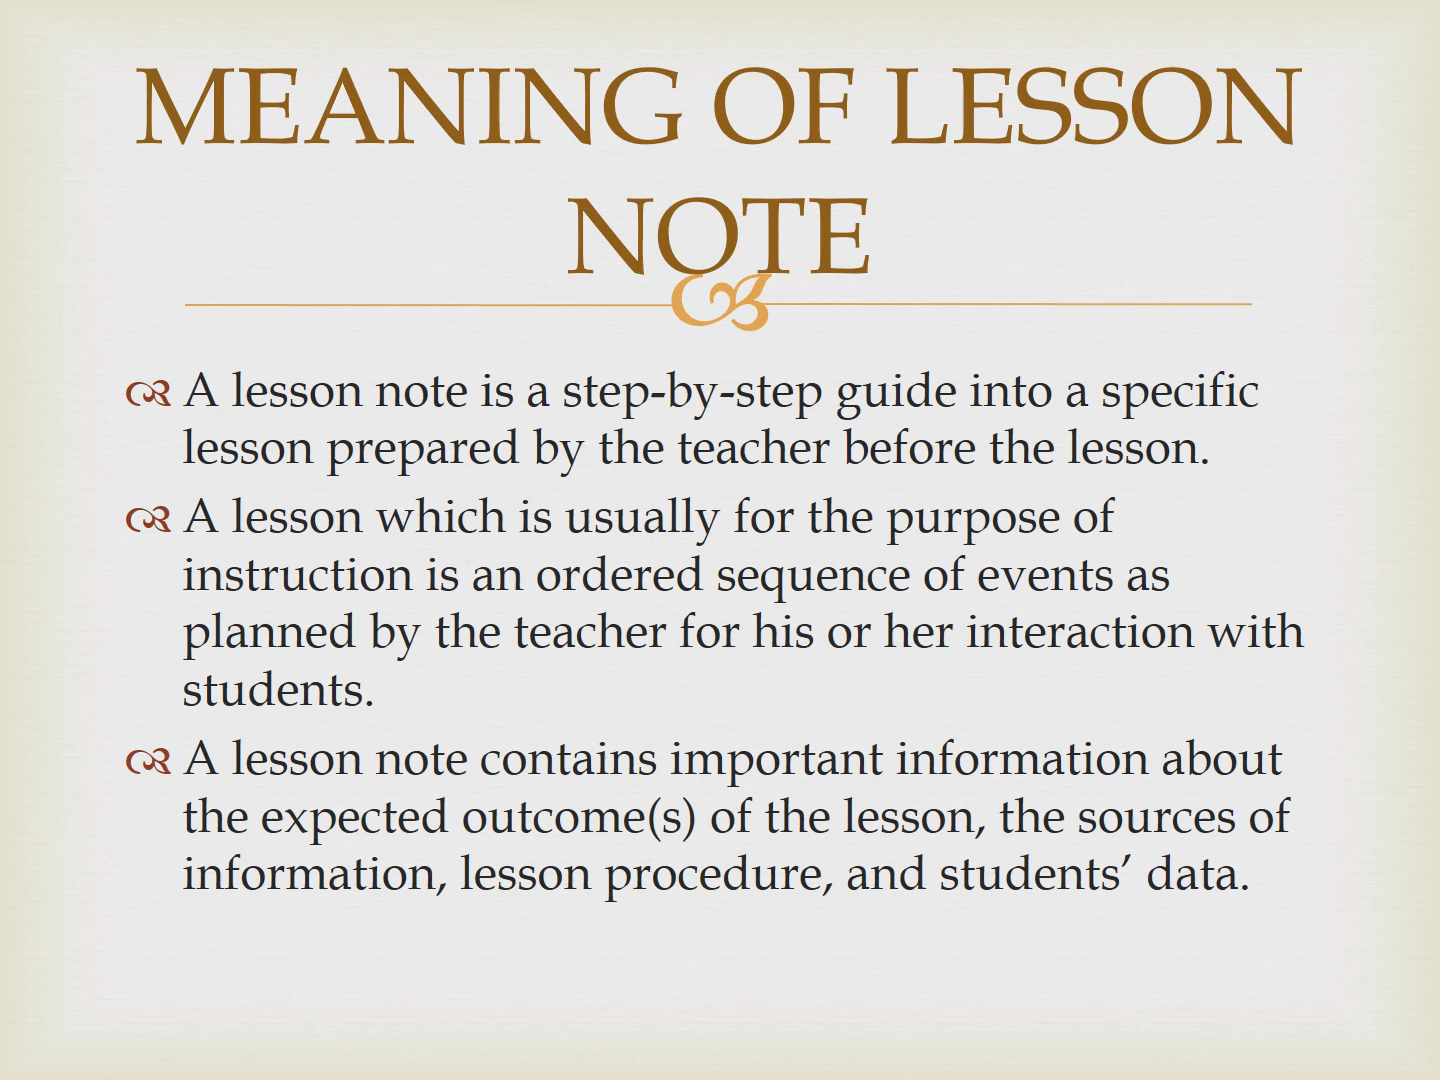 MEANING OF LESSON
NOTE
A lesson note is a step-by-step guide into a specific
lesson prepared by the teacher before the lesson.
A lesson which is usually for the purpose of
instruction is an ordered sequence of events as
planned by the teacher for his or her interaction with
students.
A lesson note contains important information about
the expected outcome(s) of the lesson, the sources of
information, lesson procedure, and students’ data.